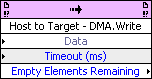 Host to Target - DMA.Write
Data
Timeout (ms)
Empty Elements Remaining